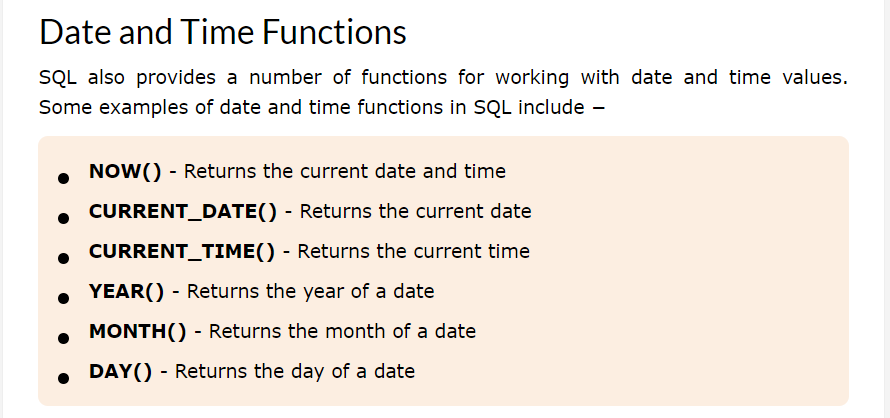 Date and Time Functions
SQL also provides a number of functions for working with date and time values.
Some examples of date and time functions in SQL include −
NOW() - Returns the current date and time
CURRENT_DATE() - Returns the current date
CURRENT_TIME() - Returns the current time
YEAR() - Returns the year of a date
MONTH() - Returns the month of a date
DAY() - Returns the day of a date